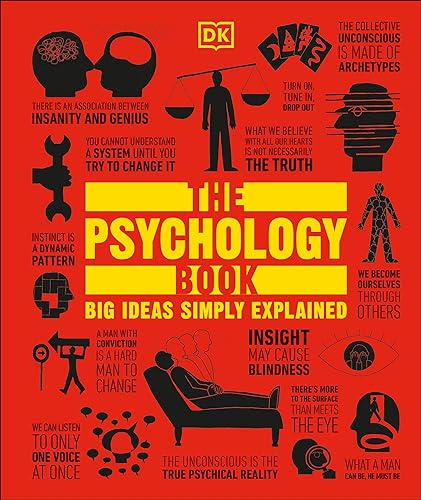 DK
THE COLLECTIVE
UNCONSCIOUS
IS MADE OF
ARCHETYPES
TURN ON,
TUNE IN,
DROP OUT
THERE IS AN ASSOCIATION BETWEEN
INSANITY AND GENIUS
YOU CANNOT UNDERSTAND
A SYSTEM UNTIL YOU
TRY TO CHANGE IT
WHAT WE BELIEVE
WITH ALL OUR HEARTS
IS NOT NECESSARILY
THE TRUTH
THE
PSYCHOLOGY
BOOK
BIG IDEAS SIMPLY EXPLAINED
INSTINCT IS
A DYNAMIC
PATTERN
WE BECOME
OURSELVES
THROUGH
OTHERS
A MAN WITH
CONVICTION
IS A HARD
MAN TO
CHANGE
INSIGHT
MAY CAUSE
BLINDNESS
THERE'S MORE
TO THE SURFACE
THAN MEETS
THE EYE
WE CAN LISTEN
TO ONLY
ONE VOICE
AT ONCE
THE UNCONSCIOUS IS THE
TRUE PSYCHICAL REALITY
WHAT A MAN
CAN BE, HE MUST BE